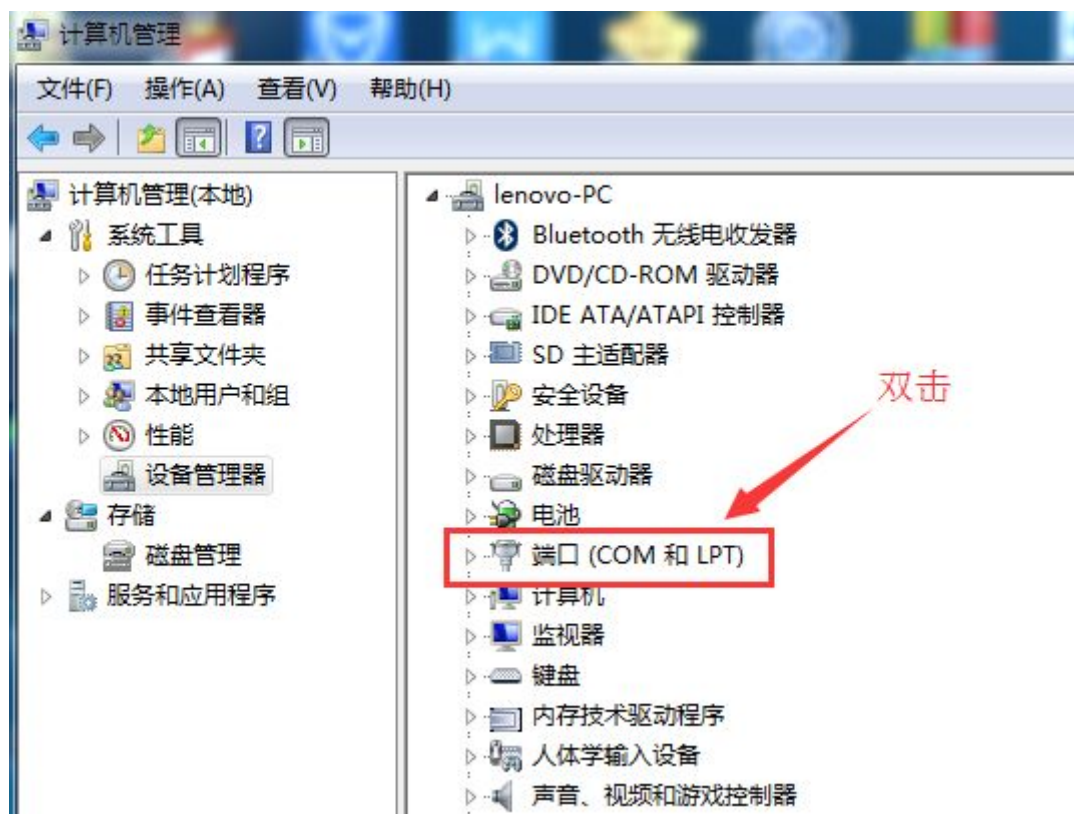 计算机管理
文件(F) 操作(A) 查看(V) 帮助(H)
计算机管理(本地)
系统工具
任务计划程序
事件查看器
共享文件夹
本地用户和组
性能
设备管理器
存储
磁盘管理
服务和应用程序
lenovo-PC
Bluetooth 无线电收发器
DVD/CD-ROM 驱动器
IDE ATA/ATAPI 控制器
SD 主适配器
安全设备
双击
处理器
磁盘驱动器
电池
端口 (COM 和 LPT)
计算机
监视器
键盘
内存技术驱动程序
人体学输入设备
声音、视频和游戏控制器